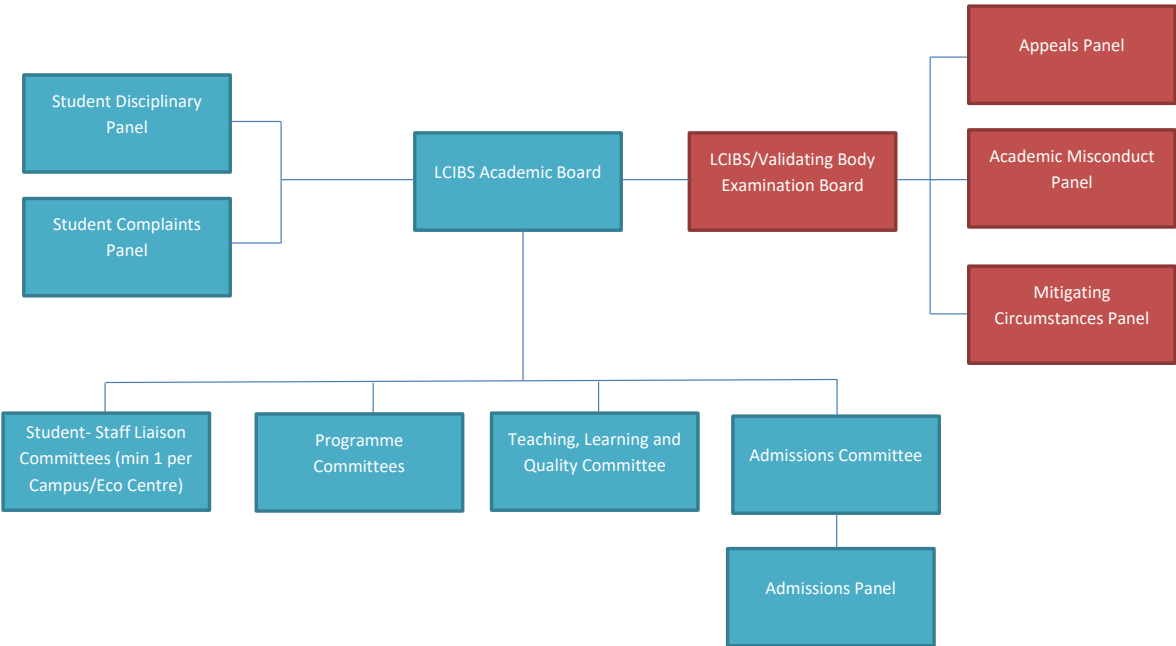 Appeals Panel
Student Disciplinary
Panel
LCIBS Academic Board
LCIBS/Validating Body
Examination Board
Academic Misconduct
Panel
Student Complaints
Panel
Mitigating
Circumstances Panel
Student- Staff Liaison
Committees (min 1 per
Campus/Eco Centre)
Programme
Committees
Teaching, Learning and
Quality Committee
Admissions Committee
Admissions Panel